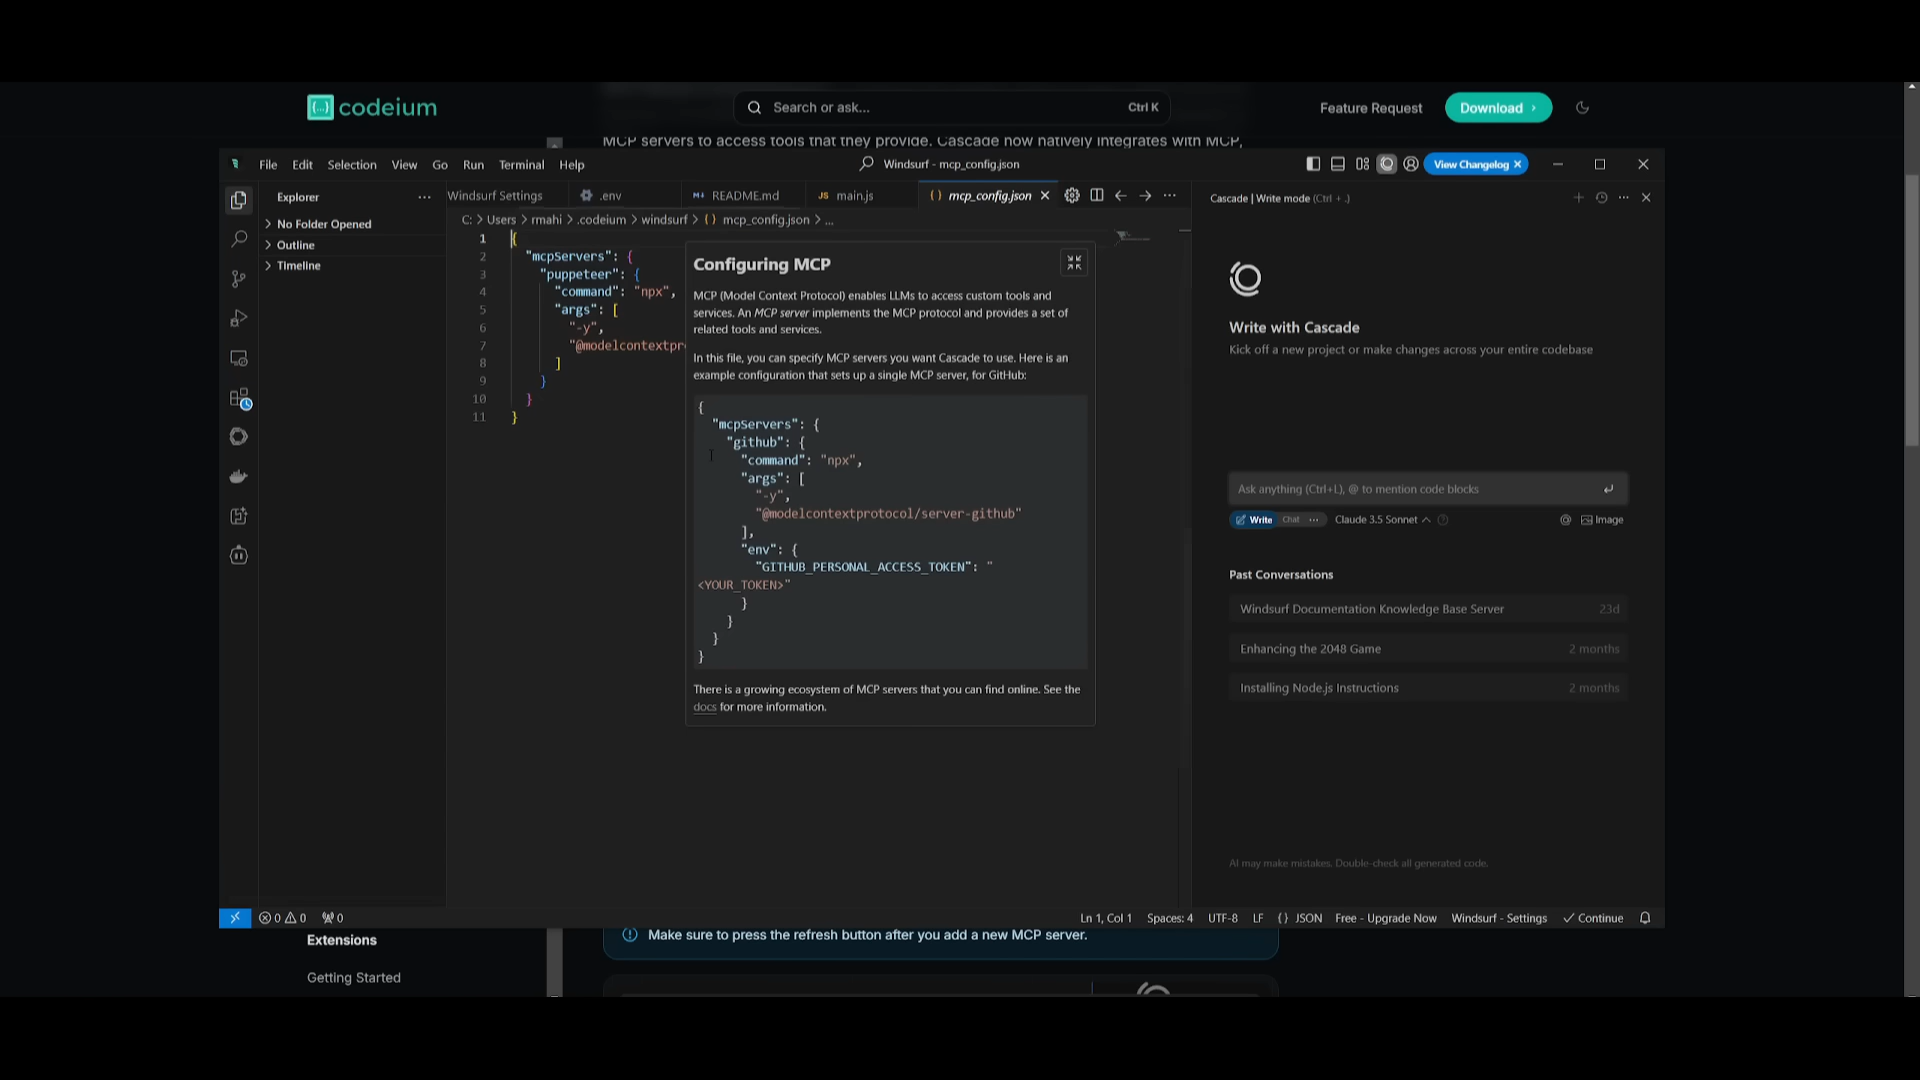 codeium
Search or ask...
Ctrl K
Feature Request
Download
MCP servers to access tools that they provide. Cascade now natively integrates with MCP,
File Edit Selection View Go Run Terminal Help
Windsurf - mcp_config.json
View Changelog
Explorer
No Folder Opened
Outline
Timeline
Windsurf Settings
.env
README.md
JS main.js
{} mcp_config.json
C: > Users > rmahi > .codeium > windsurf > {} mcp_config.json > ...
1 {
2 "mcpServers": {
3 "puppeteer": {
4 "command": "npx",
5 "args": [
6 "-y",
7 "@modelcontextpr
8 ]
9 }
10 }
11 }
Configuring MCP
MCP (Model Context Protocol) enables LLMs to access custom tools and
services. An MCP server implements the MCP protocol and provides a set of
related tools and services.
In this file, you can specify MCP servers you want Cascade to use. Here is an
example configuration that sets up a single MCP server, for GitHub:
{
"mcpServers": {
"github": {
"command": "npx",
"args": [
"-y",
"@modelcontextprotocol/server-github"
],
"env": {
"GITHUB_PERSONAL_ACCESS_TOKEN": "
<YOUR_TOKEN>"
}
}
}
}
There is a growing ecosystem of MCP servers that you can find online. See the
docs for more information.
Cascade | Write mode (Ctrl + .)
Write with Cascade
Kick off a new project or make changes across your entire codebase
Ask anything (Ctrl+L), @ to mention code blocks
Write Chat ... Claude 3.5 Sonnet
Image
Past Conversations
Windsurf Documentation Knowledge Base Server 23d
Enhancing the 2048 Game 2 months
Installing Node.js Instructions 2 months
AI may make mistakes. Double-check all generated code.
0 0 0
Ln 1, Col 1 Spaces: 4 UTF-8 LF {} JSON Free - Upgrade Now Windsurf - Settings Continue
Extensions
Getting Started
Make sure to press the refresh button after you add a new MCP server.